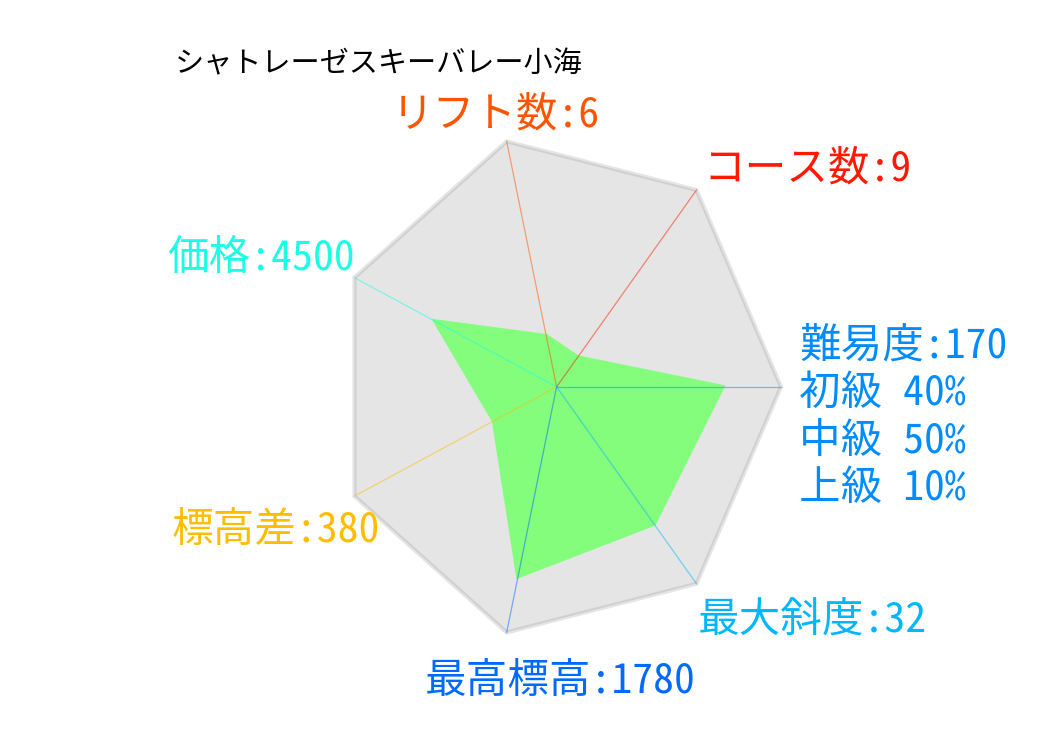 シャトレーゼスキーバレー小海
リフト数:6
コース数:9
価格:4500
難易度:170
初級 40%
中級 50%
上級 10%
標高差:380
最大斜度:32
最高標高:1780